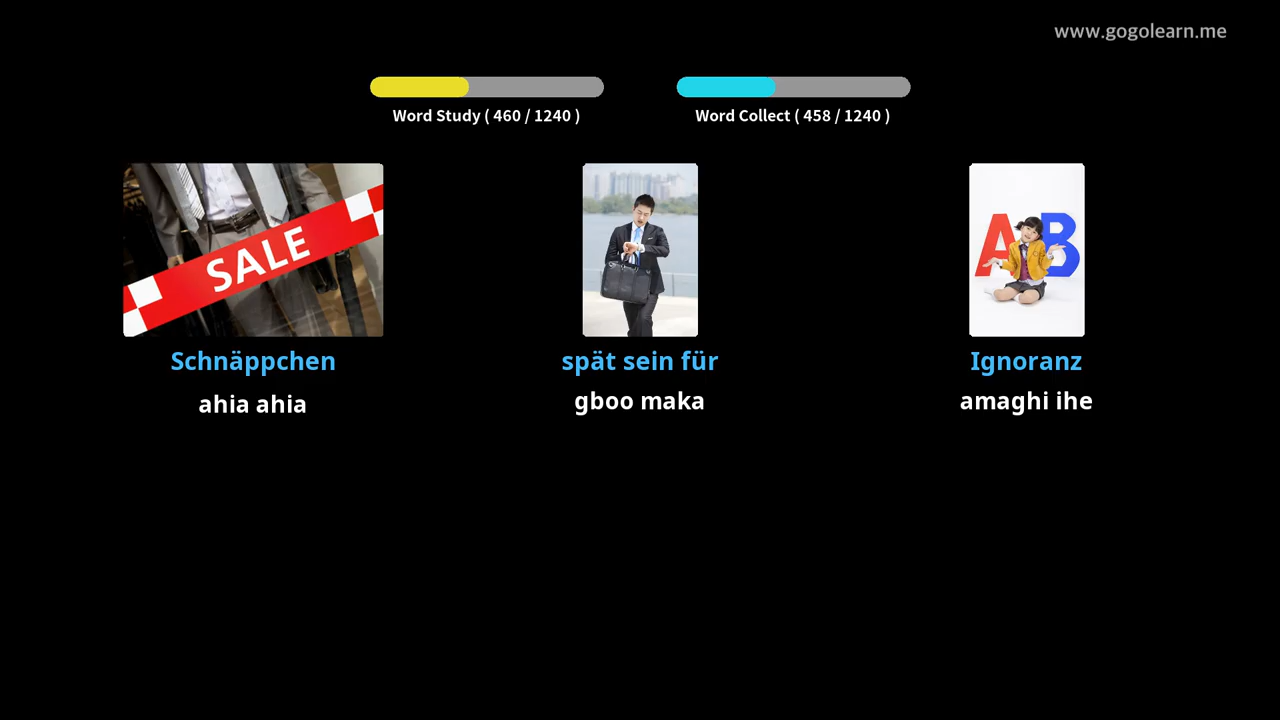 www.gogolearn.me
Word Study ( 460 / 1240 )
Word Collect ( 458 / 1240 )
SALE
A B
Schnäppchen
spät sein für
Ignoranz
ahia ahia
gboo maka
amaghi ihe